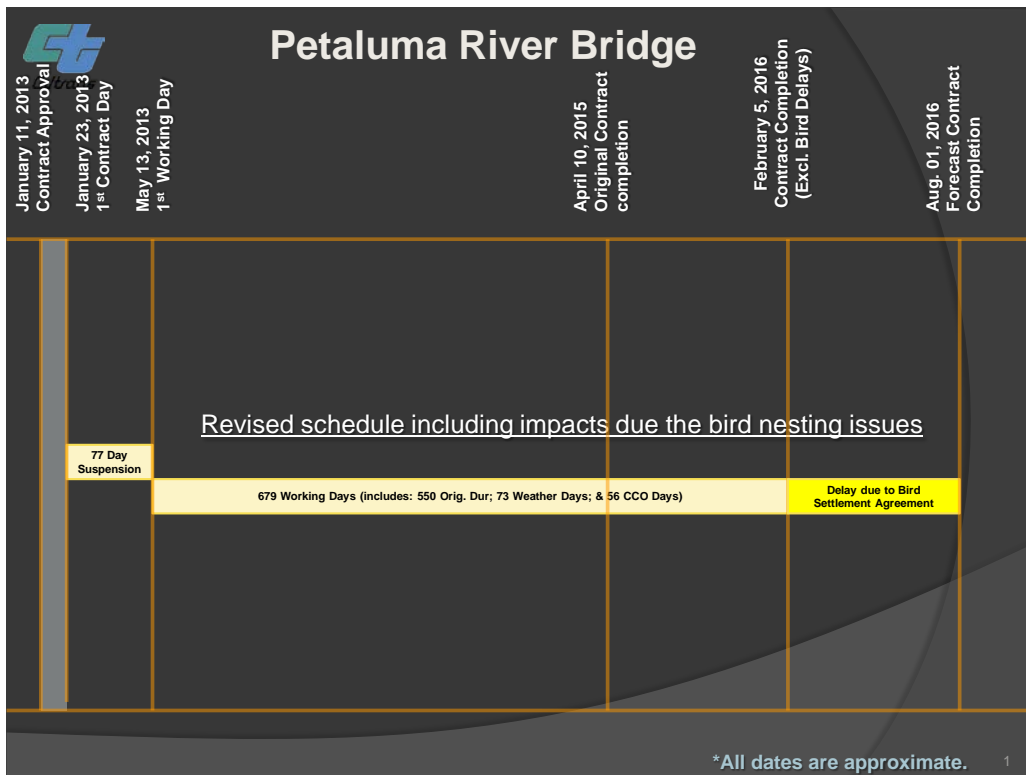 Petaluma River Bridge
Caltrans
January 11, 2013
Contract Approval
January 23, 2013
1st Contract Day
May 13, 2013
1st Working Day
April 10, 2015
Original Contract
completion
February 5, 2016
Contract Completion
(Excl. Bird Delays)
Aug. 01, 2016
Forecast Contract
Completion
Revised schedule including impacts due the bird nesting issues
77 Day
Suspension
679 Working Days (includes: 550 Orig. Dur; 73 Weather Days; & 56 CCO Days)
Delay due to Bird
Settlement Agreement
*All dates are approximate.
1